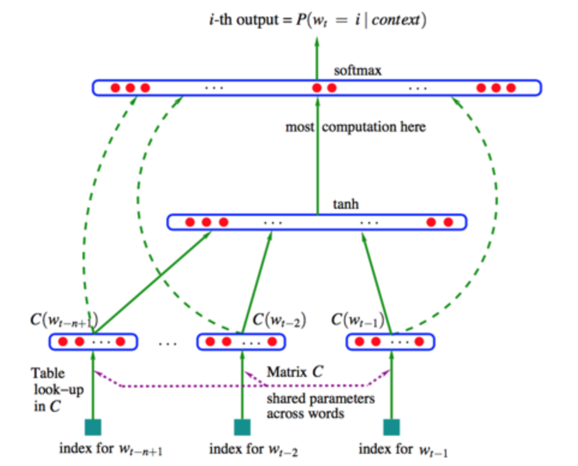 i-th output = P(w_t = i | context)
softmax
... ...
most computation here
tanh
... ...
C(w_{t−n+1}) C(w_{t−2}) C(w_{t−1})
... ... ... ...
Table Matrix C
look−up shared parameters
in C across words
index for w_{t−n+1} index for w_{t−2} index for w_{t−1}